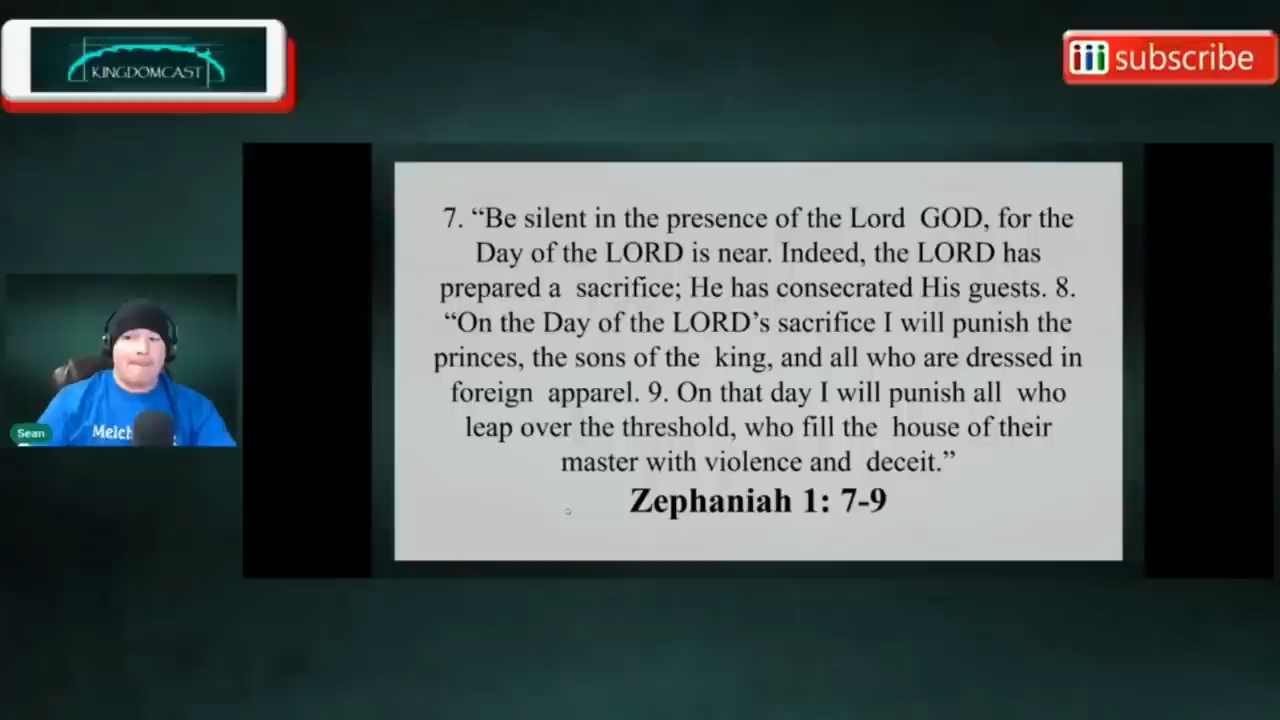 KINGDOMCAST
subscribe
7. “Be silent in the presence of the Lord GOD, for the
Day of the LORD is near. Indeed, the LORD has
prepared a sacrifice; He has consecrated His guests. 8.
“On the Day of the LORD’s sacrifice I will punish the
princes, the sons of the king, and all who are dressed in
foreign apparel. 9. On that day I will punish all who
leap over the threshold, who fill the house of their
master with violence and deceit.”
Zephaniah 1: 7-9
Sean